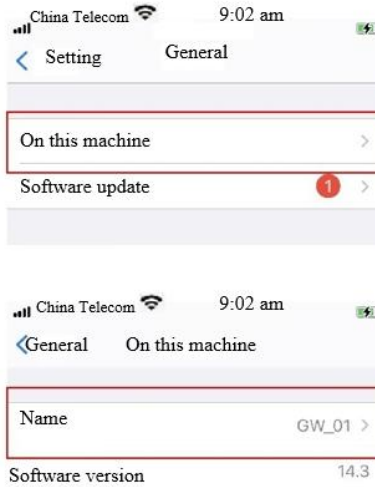 China Telecom 9:02 am
Setting General
On this machine
Software update 1
China Telecom 9:02 am
General On this machine
Name GW_01
Software version 14.3